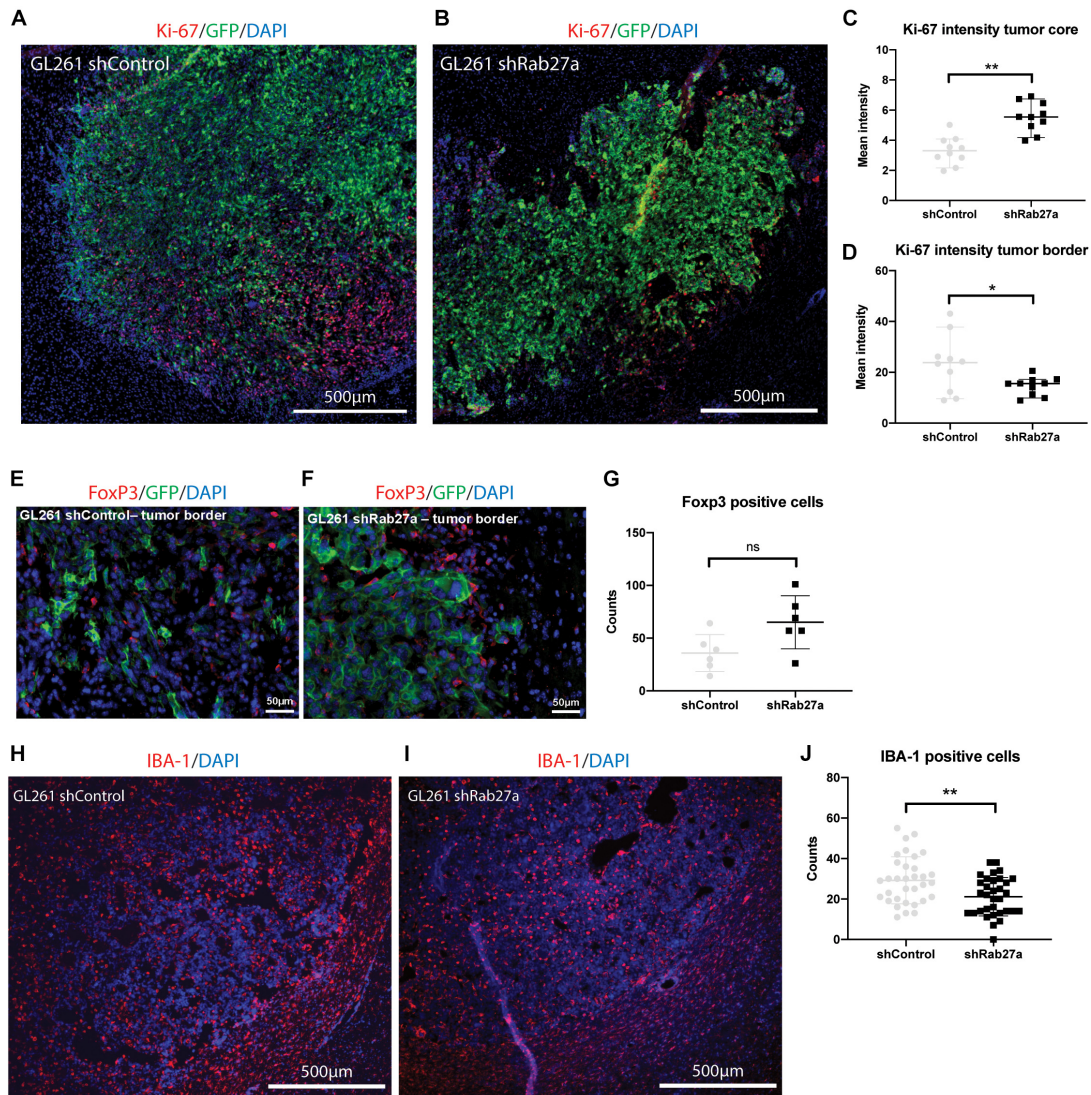 A
Ki-67/GFP/DAPI
GL261 shControl
500µm
B
Ki-67/GFP/DAPI
GL261 shRab27a
500µm
C
Ki-67 intensity tumor core
10
8
6
4
2
0
Mean intensity
**
shControl shRab27a
D
Ki-67 intensity tumor border
60
40
20
0
Mean intensity
*
shControl shRab27a
E
FoxP3/GFP/DAPI
GL261 shControl– tumor border
50µm
F
FoxP3/GFP/DAPI
GL261 shRab27a – tumor border
50µm
G
Foxp3 positive cells
150
100
50
0
Counts
ns
shControl shRab27a
H
IBA-1/DAPI
GL261 shControl
500µm
I
IBA-1/DAPI
GL261 shRab27a
500µm
J
IBA-1 positive cells
80
60
40
20
0
Counts
**
shControl shRab27a